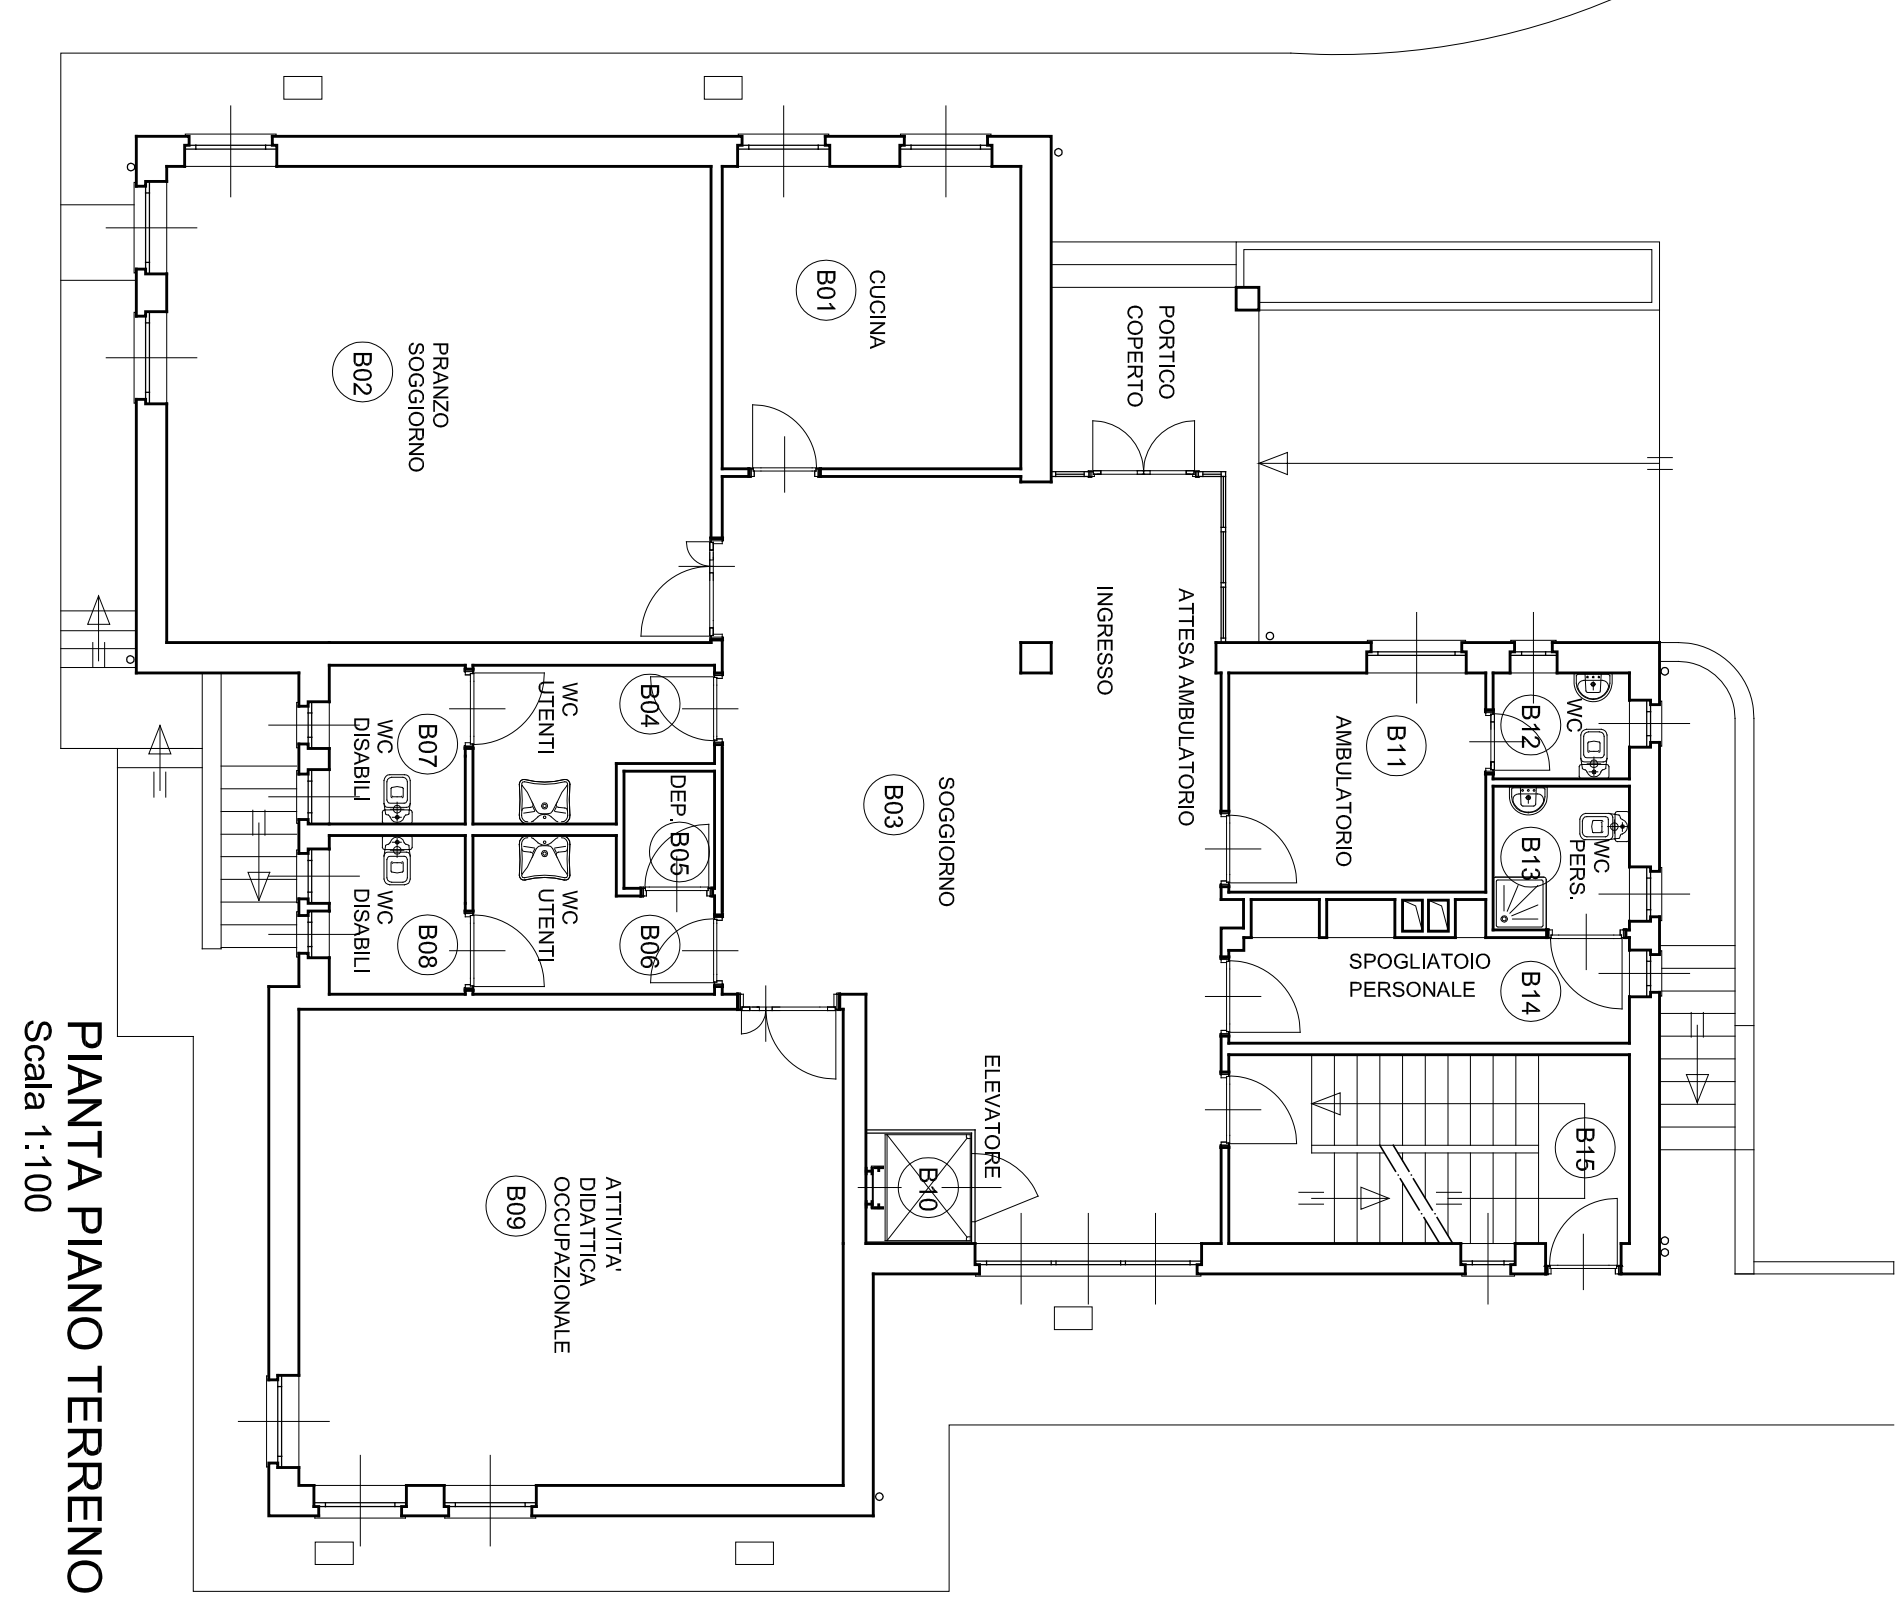 PIANTA PIANO TERRENO
Scala 1:100
B01
CUCINA
PORTICO
COPERTO
B02
PRANZO
SOGGIORNO
INGRESSO
ATTESA AMBULATORIO
B03
SOGGIORNO
B04
WC
UTENTI
B07
WC
DISABILI
DEP.
B05
B06
WC
UTENTI
B08
WC
DISABILI
B11
AMBULATORIO
B12
WC
B13
WC
PERS.
SPOGLIATOIO
PERSONALE
B14
B15
ELEVATORE
B10
ATTIVITA'
DIDATTICA
OCCUPAZIONALE
B09